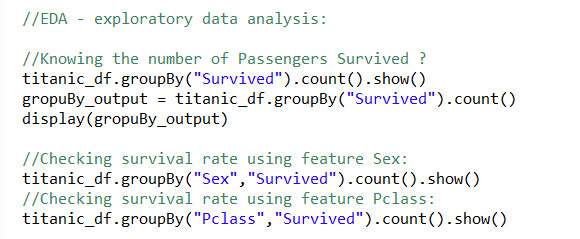 //EDA - exploratory data analysis:
//Knowing the number of Passengers Survived ?
titanic_df.groupBy("Survived").count().show()
gropuBy_output = titanic_df.groupBy("Survived").count()
display(gropuBy_output)
//Checking survival rate using feature Sex:
titanic_df.groupBy("Sex","Survived").count().show()
//Checking survival rate using feature Pclass:
titanic_df.groupBy("Pclass","Survived").count().show()